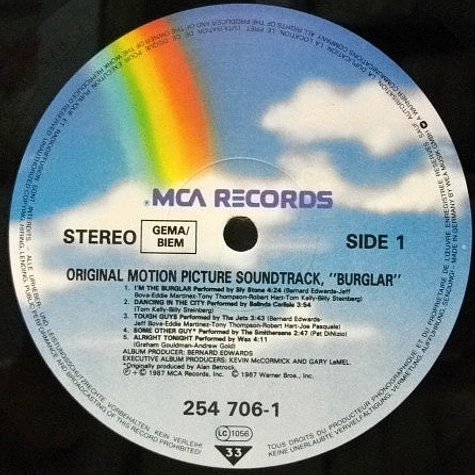 MCA RECORDS
STEREO
GEMA/
BIEM
SIDE 1
ORIGINAL MOTION PICTURE SOUNDTRACK, "BURGLAR"
1. I'M THE BURGLAR Performed by Sly Stone 4:24 (Bernard Edwards-Jeff
Bova-Eddie Martinez-Tony Thompson-Robert Hart-Tom Kelly-Billy Steinberg)
2. DANCING IN THE CITY Performed by Belinda Carlisle 3:54
(Tom Kelly-Billy Steinberg)
3. TOUGH GUYS Performed by The Jets 3:43 (Bernard Edwards-
Jeff Bova-Eddie Martinez-Tony Thompson-Robert Hart-Joe Pasquale)
4. SOME OTHER GUY* Performed by The Smithereens 2:47 (Pat DiNizio)
5. ALRIGHT TONIGHT Performed by Wax 4:11
(Graham Gouldman-Andrew Gold)
ALBUM PRODUCER: BERNARD EDWARDS
EXECUTIVE ALBUM PRODUCERS: KEVIN McCORMICK AND GARY LeMEL
*Originally produced by Alan Betrock.
℗ + © 1987 MCA Records, Inc. © 1987 Warner Bros., Inc.
254 706-1
LC 1056
33
TOUS DROITS DU PRODUCTEUR PHONOGRAPHIQUE ET DU PROPRIETAIRE DE L'ŒUVRE ENREGISTREE RESERVES